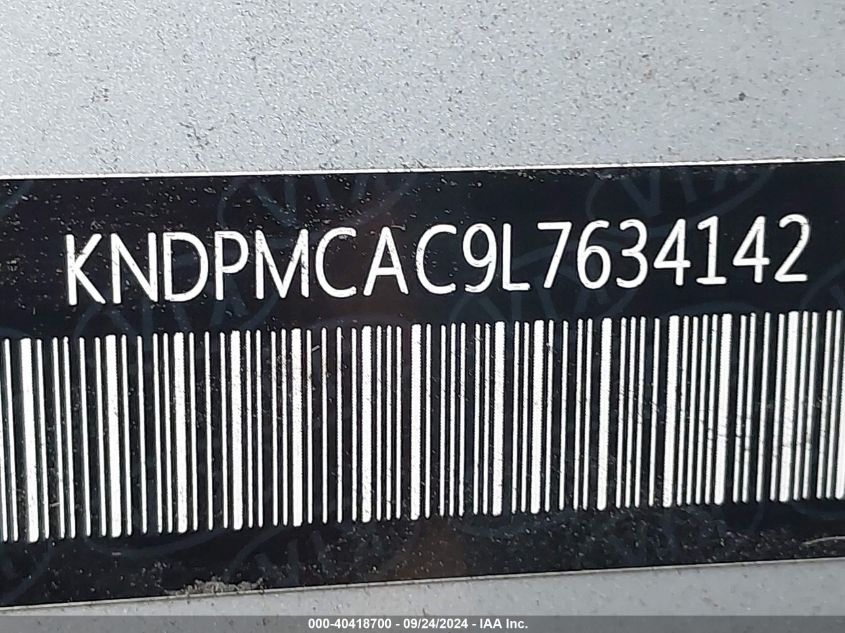 KNDPMCAC9L7634142
000-40418700 - 09/24/2024 - IAA Inc.